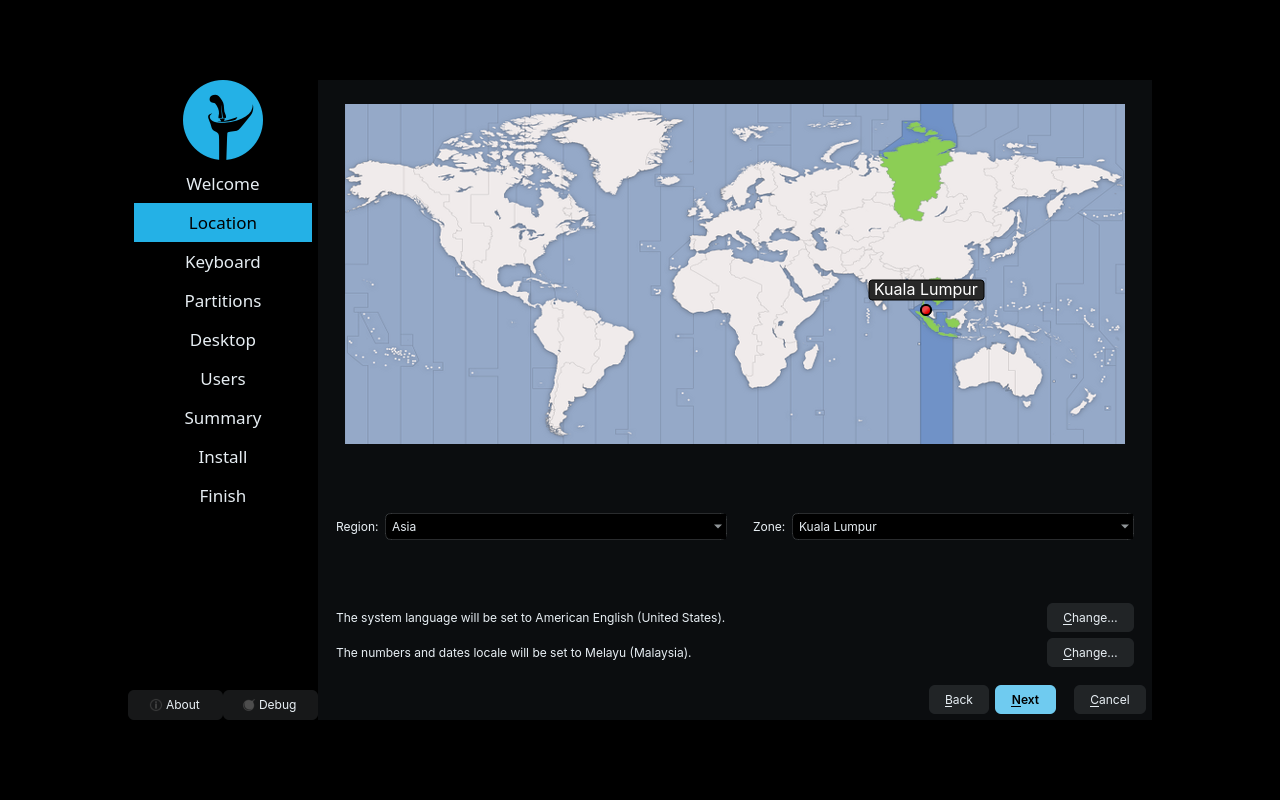 Welcome
Location
Keyboard
Partitions
Desktop
Users
Summary
Install
Finish
Kuala Lumpur
Region: Asia Zone: Kuala Lumpur
The system language will be set to American English (United States). Change...
The numbers and dates locale will be set to Melayu (Malaysia). Change...
About Debug Back Next Cancel